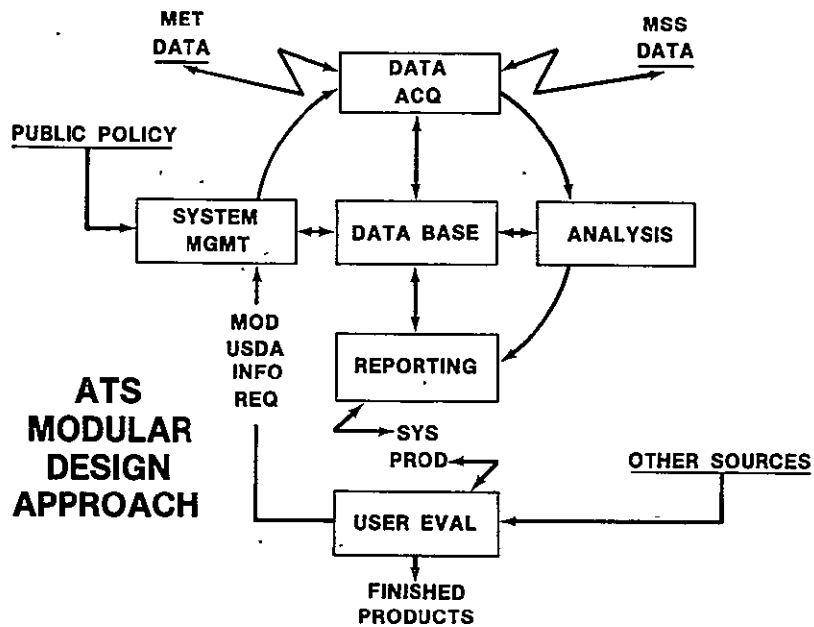 MET
DATA
MSS
DATA
DATA
ACQ
PUBLIC POLICY
SYSTEM
MGMT
DATA BASE
ANALYSIS
MOD
USDA
INFO
REQ
REPORTING
ATS
MODULAR
DESIGN
APPROACH
SYS
PROD
OTHER SOURCES
USER EVAL
FINISHED
PRODUCTS